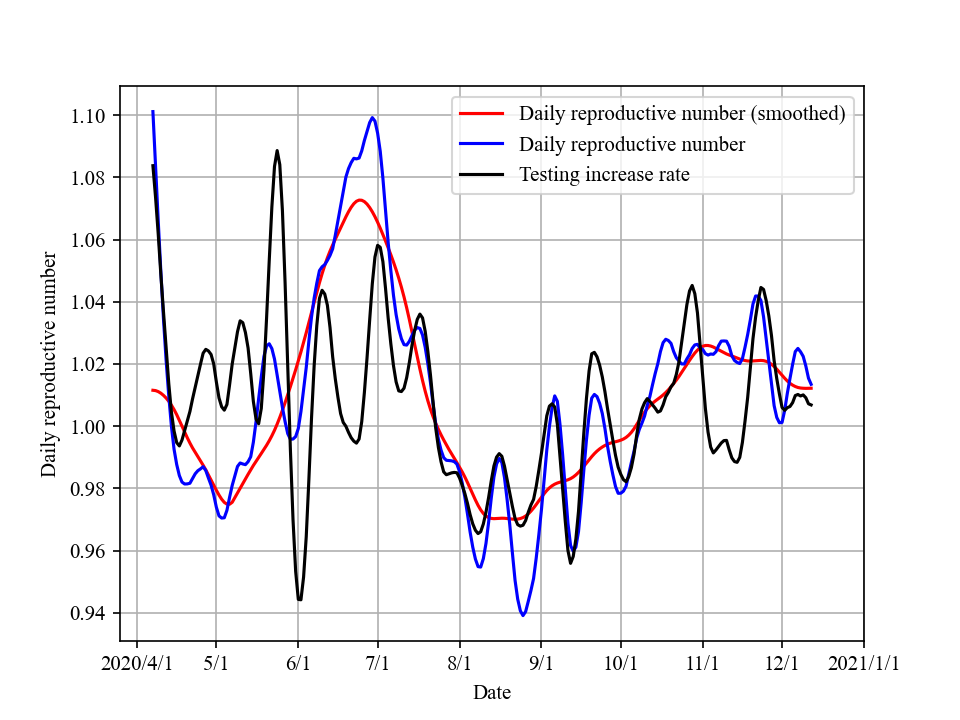 Daily reproductive number (smoothed)
Daily reproductive number
Testing increase rate
1.10
1.08
1.06
1.04
1.02
1.00
0.98
0.96
0.94
Daily reproductive number
2020/4/1 5/1 6/1 7/1 8/1 9/1 10/1 11/1 12/1 2021/1/1
Date